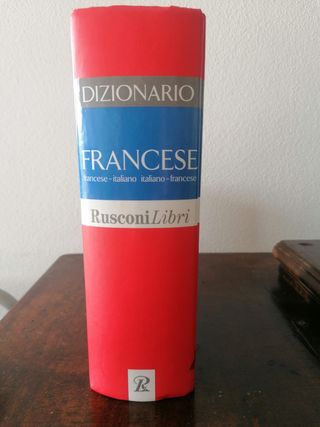 DIZIONARIO
FRANCESE
francese-italiano italiano-francese
RusconiLibri
R